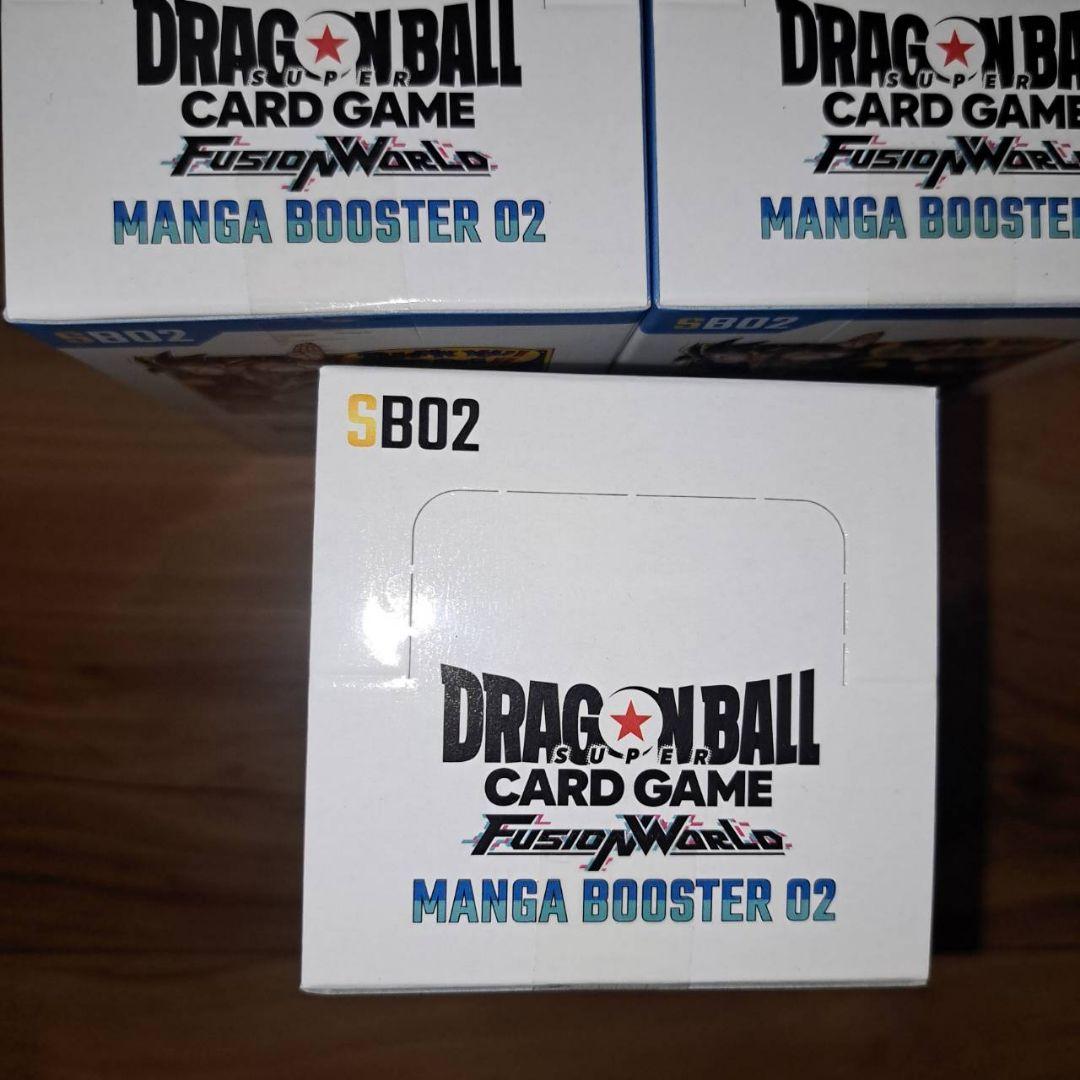 DRAGON BALL
SUPER
CARD GAME
FUSION WORLD
MANGA BOOSTER 02
DRAGON BA
SUPER
CARD GAME
FUSION WORL
MANGA BOOSTE
SB02
SB02
SB02
DRAGON BALL
SUPER
CARD GAME
FUSION WORLD
MANGA BOOSTER 02